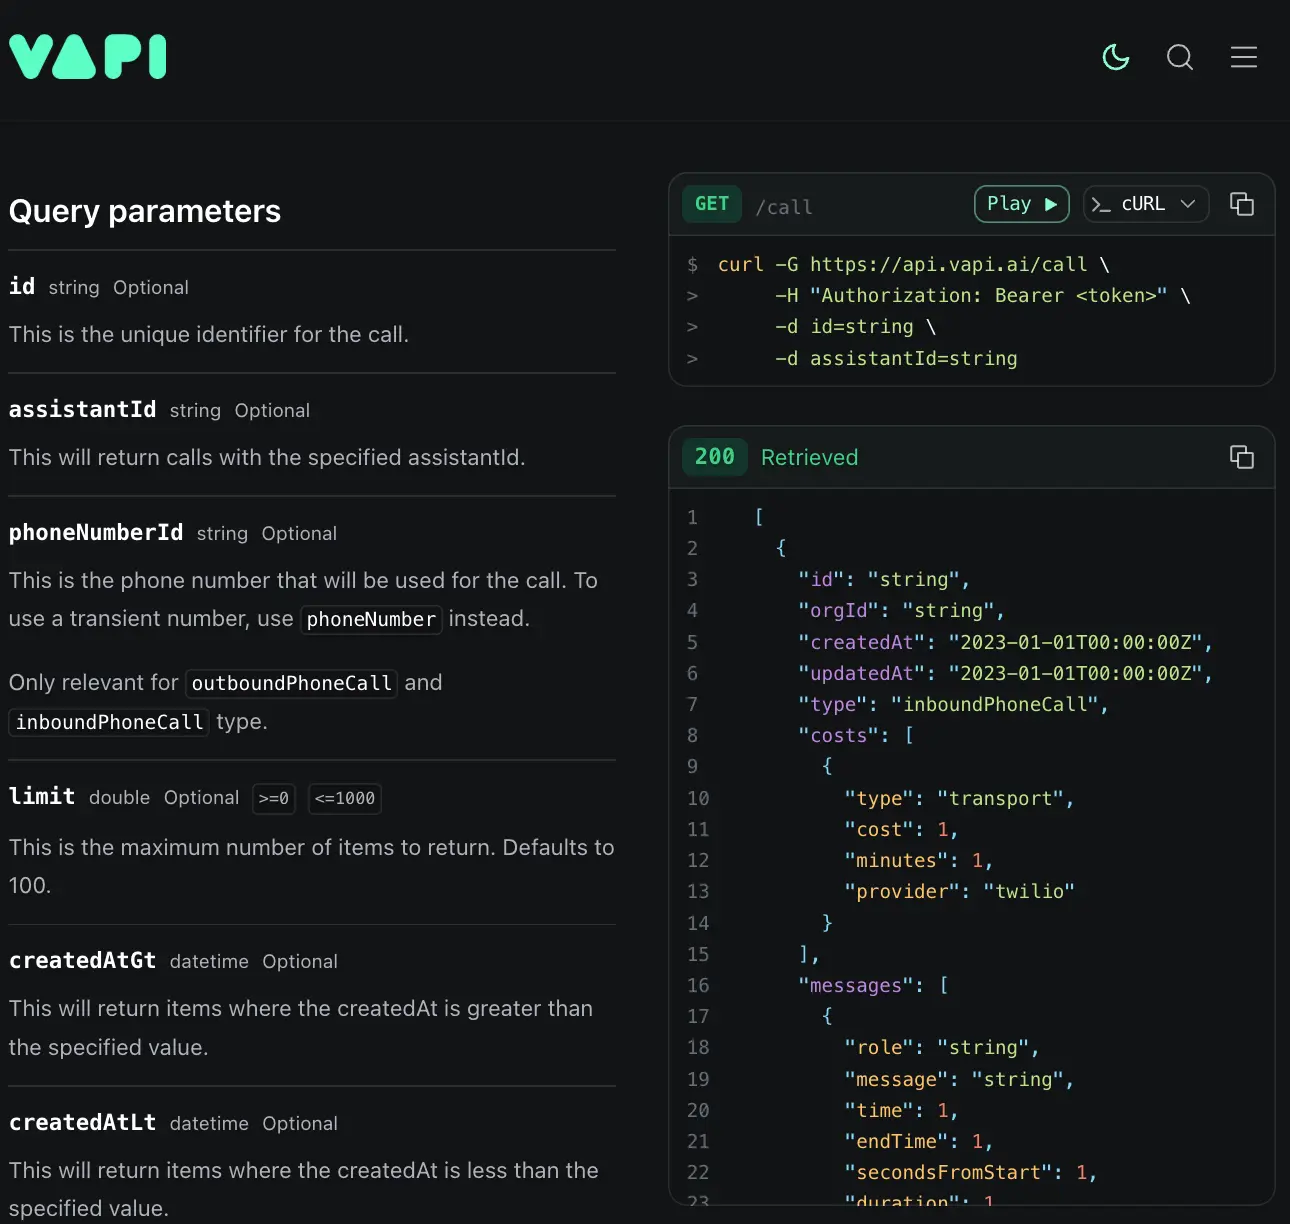 VAPI
Query parameters
id string Optional
This is the unique identifier for the call.
assistantId string Optional
This will return calls with the specified assistantId.
phoneNumberId string Optional
This is the phone number that will be used for the call. To
use a transient number, use phoneNumber instead.
Only relevant for outboundPhoneCall and
inboundPhoneCall type.
limit double Optional >=0 <=1000
This is the maximum number of items to return. Defaults to
100.
createdAtGt datetime Optional
This will return items where the createdAt is greater than
the specified value.
createdAtLt datetime Optional
This will return items where the createdAt is less than the
specified value.
GET /call Play cURL
$ curl -G https://api.vapi.ai/call \
> -H "Authorization: Bearer <token>" \
> -d id=string \
> -d assistantId=string
200 Retrieved
1 [
2 {
3 "id": "string",
4 "orgId": "string",
5 "createdAt": "2023-01-01T00:00:00Z",
6 "updatedAt": "2023-01-01T00:00:00Z",
7 "type": "inboundPhoneCall",
8 "costs": [
9 {
10 "type": "transport",
11 "cost": 1,
12 "minutes": 1,
13 "provider": "twilio"
14 }
15 ],
16 "messages": [
17 {
18 "role": "string",
19 "message": "string",
20 "time": 1,
21 "endTime": 1,
22 "secondsFromStart": 1,
23 "duration": 1